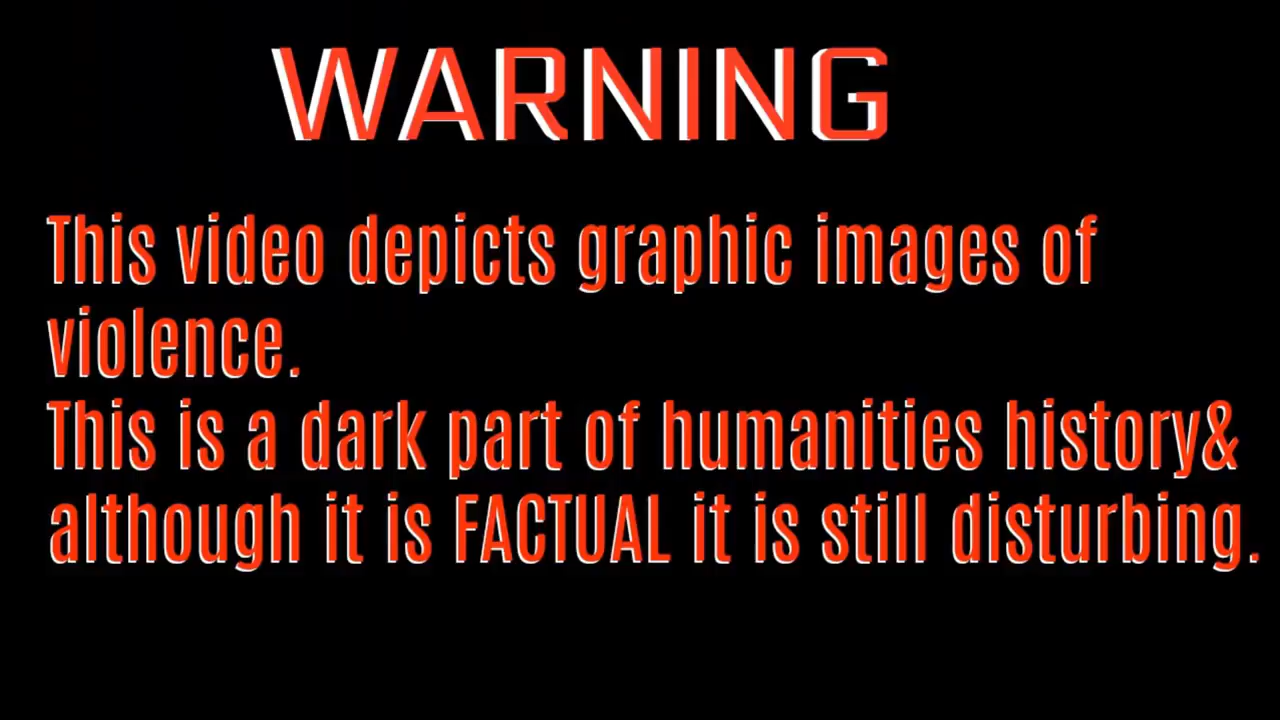 WARNING
This video depicts graphic images of
violence.
This is a dark part of humanities history&
although it is FACTUAL it is still disturbing.